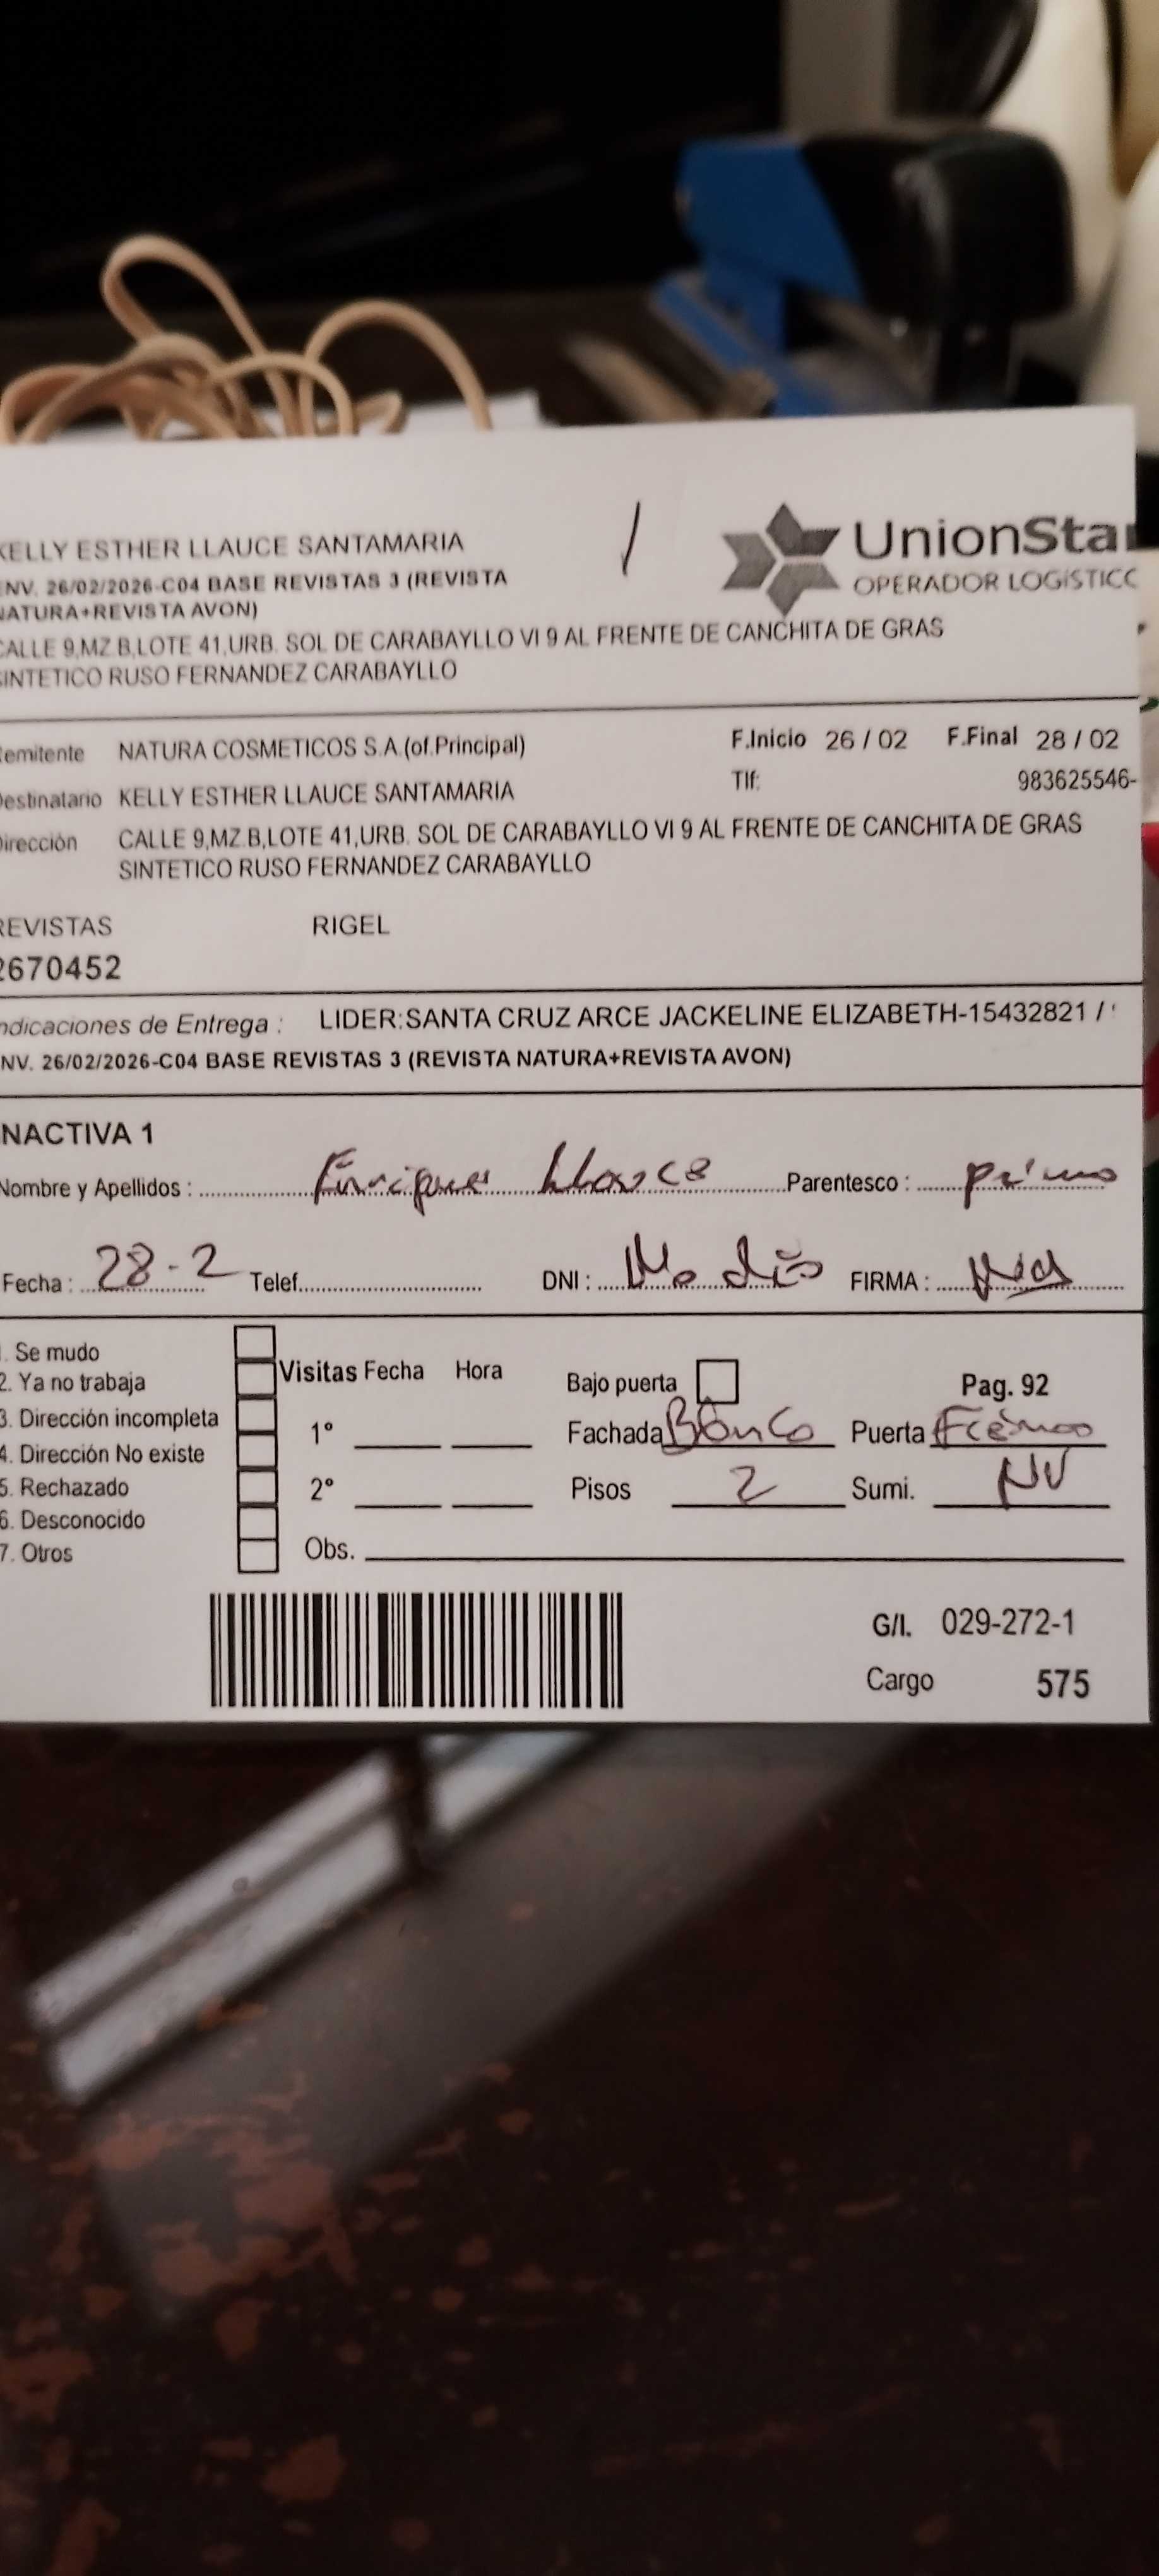 KELLY ESTHER LLAUCE SANTAMARIA
ENV. 26/02/2026-C04 BASE REVISTAS 3 (REVISTA
NATURA+REVISTA AVON)
CALLE 9,MZ.B,LOTE 41,URB. SOL DE CARABAYLLO VI 9 AL FRENTE DE CANCHITA DE GRAS
SINTETICO RUSO FERNANDEZ CARABAYLLO
UnionStar
OPERADOR LOGÍSTICO
Remitente NATURA COSMETICOS S.A.(of.Principal) F.Inicio 26 / 02 F.Final 28 / 02
Destinatario KELLY ESTHER LLAUCE SANTAMARIA Tlf: 983625546-
Dirección CALLE 9,MZ.B,LOTE 41,URB. SOL DE CARABAYLLO VI 9 AL FRENTE DE CANCHITA DE GRAS
SINTETICO RUSO FERNANDEZ CARABAYLLO
REVISTAS RIGEL
2670452
Indicaciones de Entrega : LIDER:SANTA CRUZ ARCE JACKELINE ELIZABETH-15432821 /
ENV. 26/02/2026-C04 BASE REVISTAS 3 (REVISTA NATURA+REVISTA AVON)
INACTIVA 1
Nombre y Apellidos : Enrique Llauce Parentesco : primo
Fecha : 28-2 Telef. DNI : No dio FIRMA :
1. Se mudo
2. Ya no trabaja
3. Dirección incompleta
4. Dirección No existe
5. Rechazado
6. Desconocido
7. Otros
Visitas Fecha Hora
1°
2°
Obs.
Bajo puerta Pag. 92
Fachada Blanco Puerta
Pisos 2 Sumi. NV
G/I. 029-272-1
Cargo 575